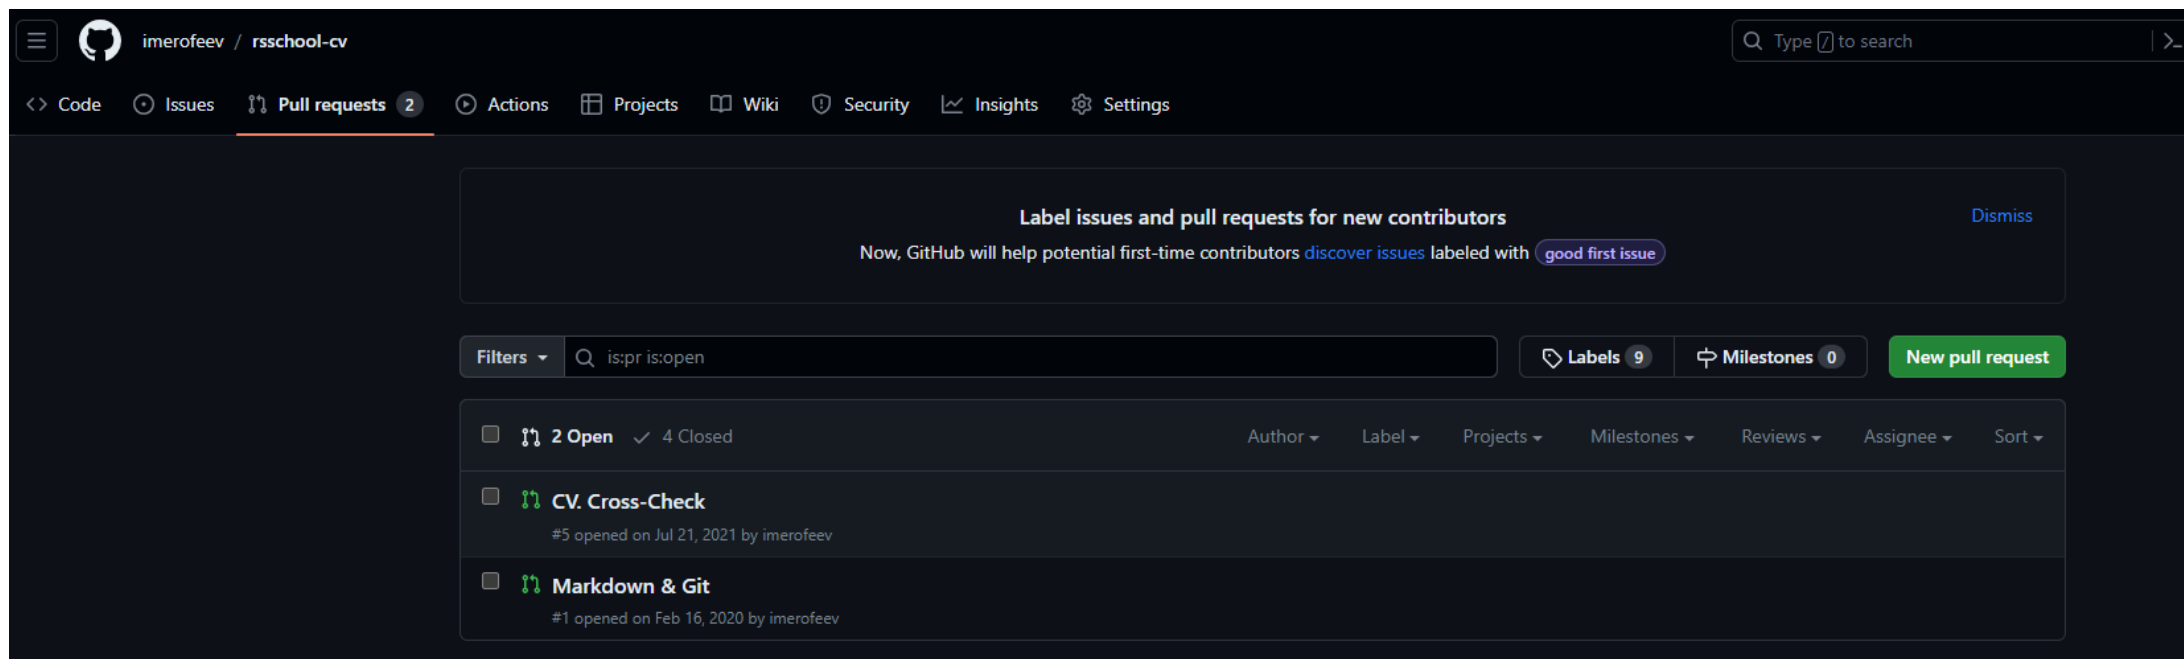 imerofeev / rsschool-cv
Type / to search
Code Issues Pull requests 2 Actions Projects Wiki Security Insights Settings
Label issues and pull requests for new contributors
Dismiss
Now, GitHub will help potential first-time contributors discover issues labeled with good first issue
Filters is:pr is:open Labels 9 Milestones 0 New pull request
2 Open 4 Closed Author Label Projects Milestones Reviews Assignee Sort
CV. Cross-Check
#5 opened on Jul 21, 2021 by imerofeev
Markdown & Git
#1 opened on Feb 16, 2020 by imerofeev